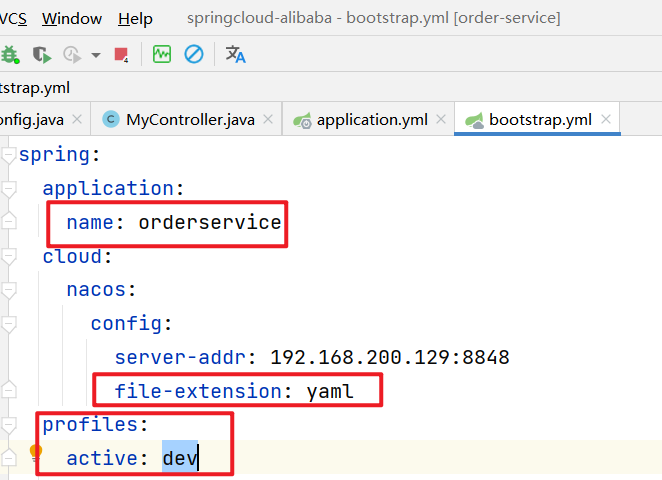 VCS Window Help springcloud-alibaba - bootstrap.yml [order-service]
4
tstrap.yml
onfig.java C MyController.java application.yml bootstrap.yml
spring:
application:
name: orderservice
cloud:
nacos:
config:
server-addr: 192.168.200.129:8848
file-extension: yaml
profiles:
active: dev